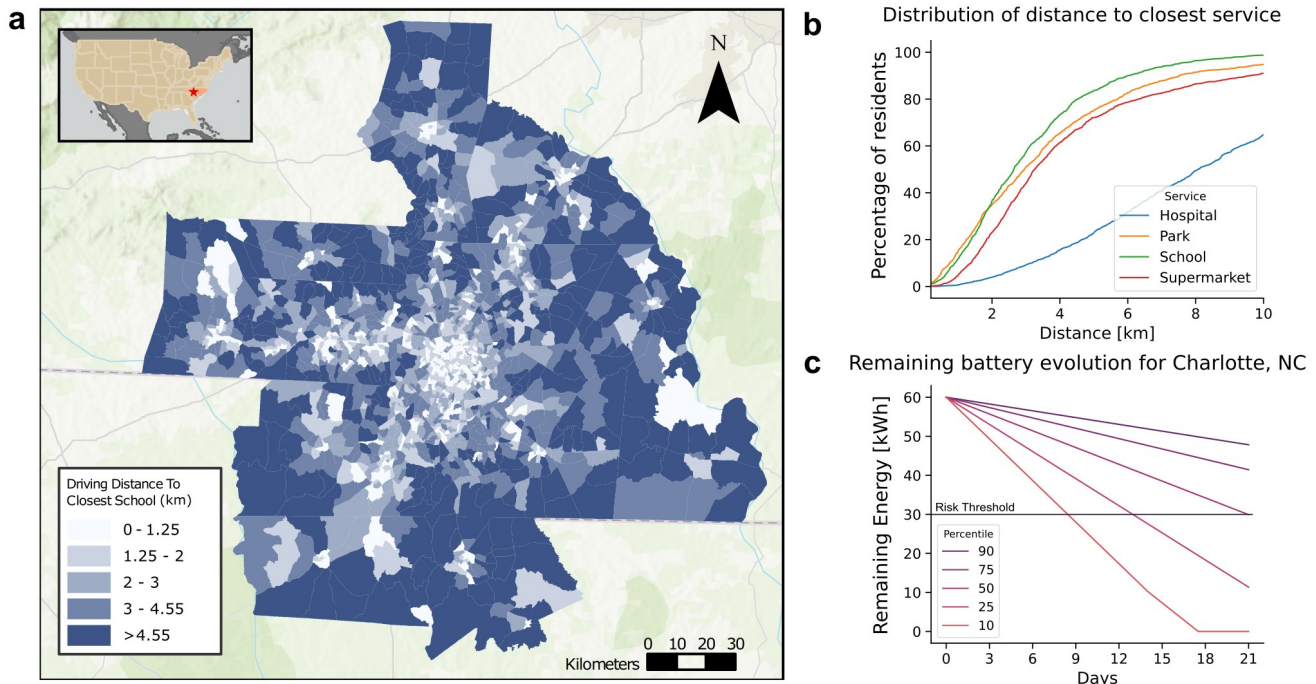 a
N
Driving Distance To
Closest School (km)
0 - 1.25
1.25 - 2
2 - 3
3 - 4.55
>4.55
0 10 20 30
Kilometers
b
Distribution of distance to closest service
Percentage of residents
100
80
60
40
20
0
Service
Hospital
Park
School
Supermarket
2 4 6 8 10
Distance [km]
c
Remaining battery evolution for Charlotte, NC
Remaining Energy [kWh]
60
50
40
30
20
10
0
Risk Threshold
Percentile
90
75
50
25
10
0 3 6 9 12 15 18 21
Days